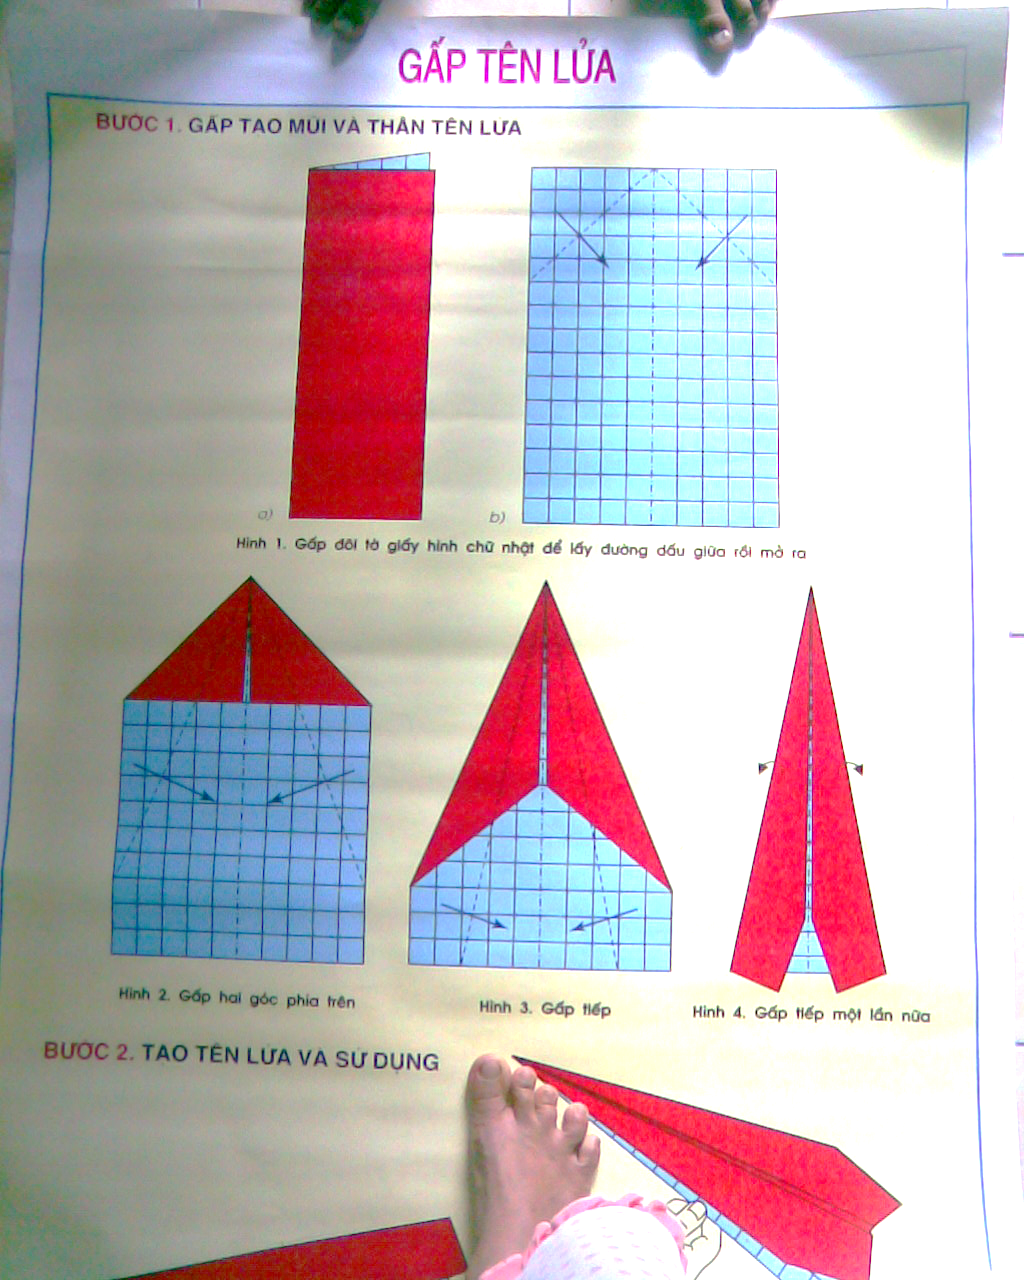 GẤP TÊN LỬA
BƯỚC 1. GẤP TẠO MŨI VÀ THÂN TÊN LỬA
a)
b)
Hình 1. Gấp đôi tờ giấy hình chữ nhật để lấy đường dấu giữa rồi mở ra
Hình 2. Gấp hai góc phía trên
Hình 3. Gấp tiếp
Hình 4. Gấp tiếp một lần nữa
BƯỚC 2. TẠO TÊN LỬA VÀ SỬ DỤNG